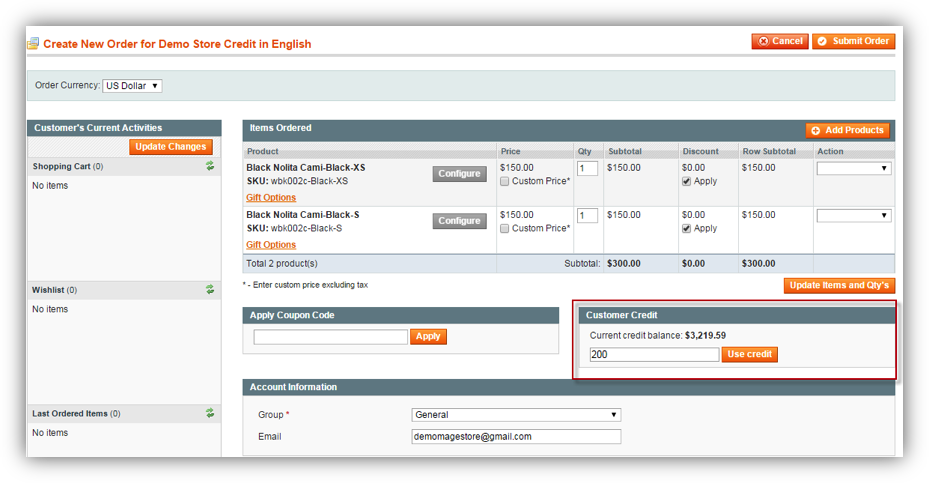 Create New Order for Demo Store Credit in English
Cancel
Submit Order
Order Currency: US Dollar
Customer's Current Activities
Update Changes
Shopping Cart (0)
No items
Wishlist (0)
No items
Last Ordered Items (0)
No items
Items Ordered
Add Products
Product Price Qty Subtotal Discount Row Subtotal Action
Black Nolita Cami-Black-XS Configure $150.00 1 $150.00 $0.00 $150.00
SKU: wbk002c-Black-XS Custom Price* Apply
Gift Options
Black Nolita Cami-Black-S Configure $150.00 1 $150.00 $0.00 $150.00
SKU: wbk002c-Black-S Custom Price* Apply
Gift Options
Total 2 product(s) Subtotal: $300.00 $0.00 $300.00
* - Enter custom price excluding tax
Update Items and Qty's
Apply Coupon Code
Apply
Customer Credit
Current credit balance: $3,219.59
200 Use credit
Account Information
Group * General
Email demomagestore@gmail.com